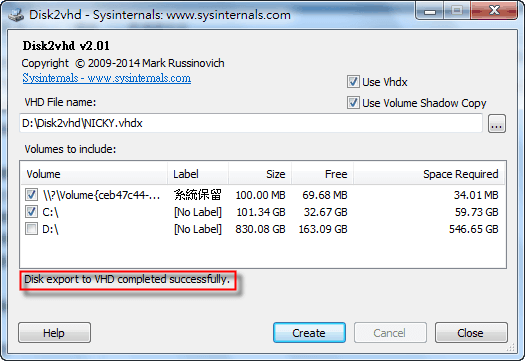 Disk2vhd - Sysinternals: www.sysinternals.com
Disk2vhd v2.01
Copyright © 2009-2014 Mark Russinovich
Sysinternals - www.sysinternals.com
Use Vhdx
VHD File name:
Use Volume Shadow Copy
D:\Disk2vhd\NICKY.vhdx
...
Volumes to include:
Volume Label Size Free Space Required
\\?\Volume{ceb47c44-... 系統保留 100.00 MB 69.68 MB 34.01 MB
C:\ [No Label] 101.34 GB 32.67 GB 59.73 GB
D:\ [No Label] 830.08 GB 163.09 GB 546.65 GB
Disk export to VHD completed successfully.
Help Create Cancel Close